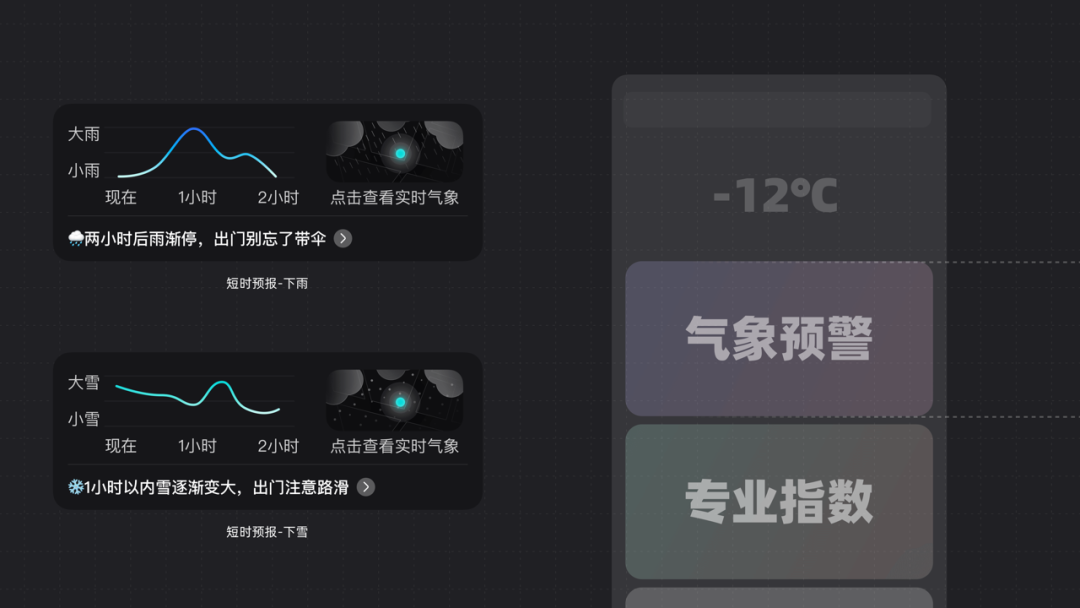 大雨
小雨
现在 1小时 2小时 点击查看实时气象
两小时后雨渐停，出门别忘了带伞
短时预报-下雨
大雪
小雪
现在 1小时 2小时 点击查看实时气象
1小时以内雪逐渐变大，出门注意路滑
短时预报-下雪
-12°C
气象预警
专业指数